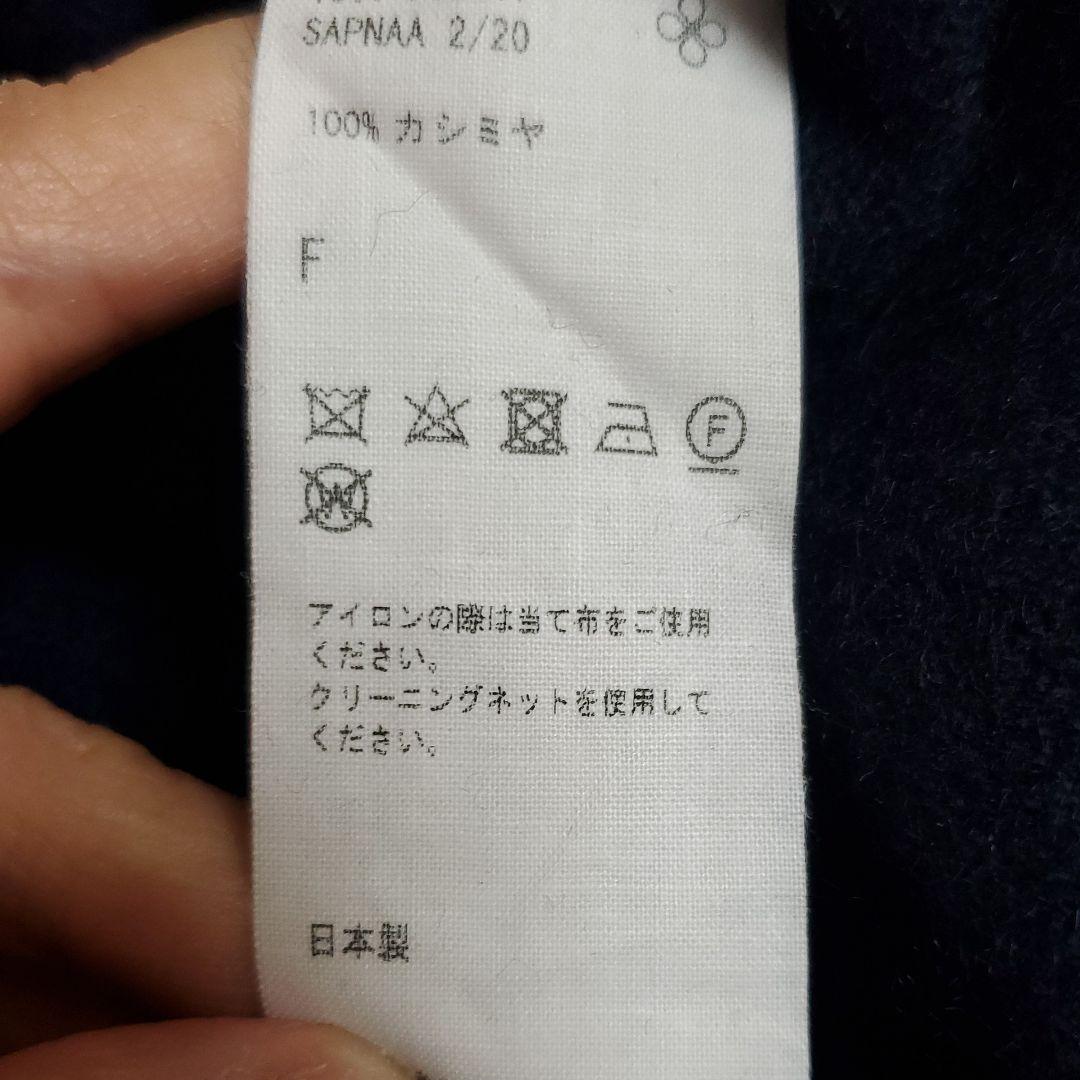 SAPNAA 2/20
100% カシミヤ
F
F
W
アイロンの際は当て布をご使用
ください。
クリーニングネットを使用して
ください。
日本製